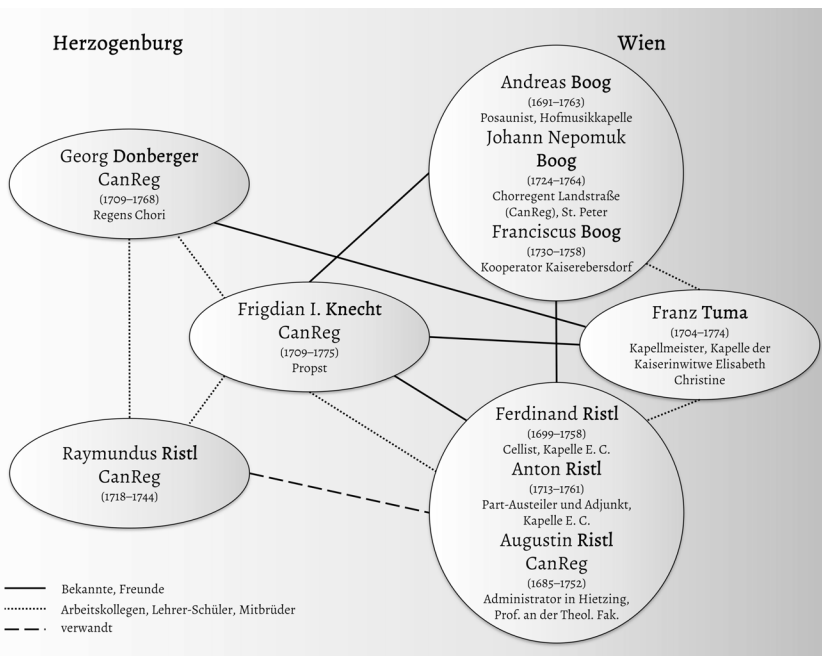 Herzogenburg
Wien
Georg Donberger
CanReg
(1709–1768)
Regens Chori
Andreas Boog
(1691–1763)
Posaunist, Hofmusikkapelle
Johann Nepomuk
Boog
(1724–1764)
Chorregent Landstraße
(CanReg), St. Peter
Franciscus Boog
(1730–1758)
Kooperator Kaiserebersdorf
Frigdian I. Knecht
CanReg
(1709–1775)
Propst
Franz Tuma
(1704–1774)
Kapellmeister, Kapelle der
Kaiserinwitwe Elisabeth
Christine
Raymundus Ristl
CanReg
(1718–1744)
Ferdinand Ristl
(1699–1758)
Cellist, Kapelle E. C.
Anton Ristl
(1713–1761)
Part-Austeiler und Adjunkt,
Kapelle E. C.
Augustin Ristl
CanReg
(1685–1752)
Administrator in Hietzing,
Prof. an der Theol. Fak.
Bekannte, Freunde
Arbeitskollegen, Lehrer-Schüler, Mitbrüder
verwandt